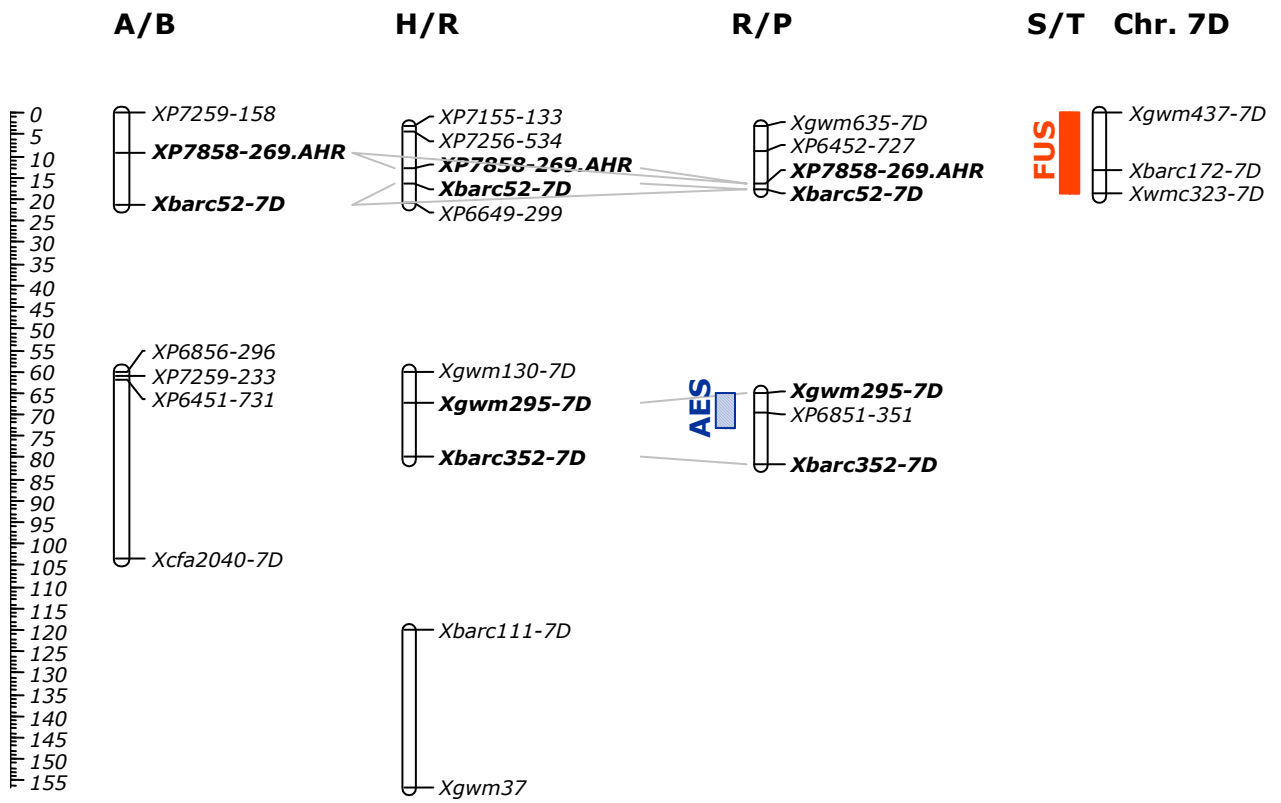 A/B H/R R/P S/T Chr. 7D
0
5
10
15
20
25
30
35
40
45
50
55
60
65
70
75
80
85
90
95
100
105
110
115
120
125
130
135
140
145
150
155
XP7259-158
XP7858-269.AHR
Xbarc52-7D
XP6856-296
XP7259-233
XP6451-731
Xcfa2040-7D
XP7155-133
XP7256-534
XP7858-269.AHR
Xbarc52-7D
XP6649-299
Xgwm130-7D
Xgwm295-7D
Xbarc352-7D
Xbarc111-7D
Xgwm37
AES
Xgwm635-7D
XP6452-727
XP7858-269.AHR
Xbarc52-7D
Xgwm295-7D
XP6851-351
Xbarc352-7D
FUS
Xgwm437-7D
Xbarc172-7D
Xwmc323-7D